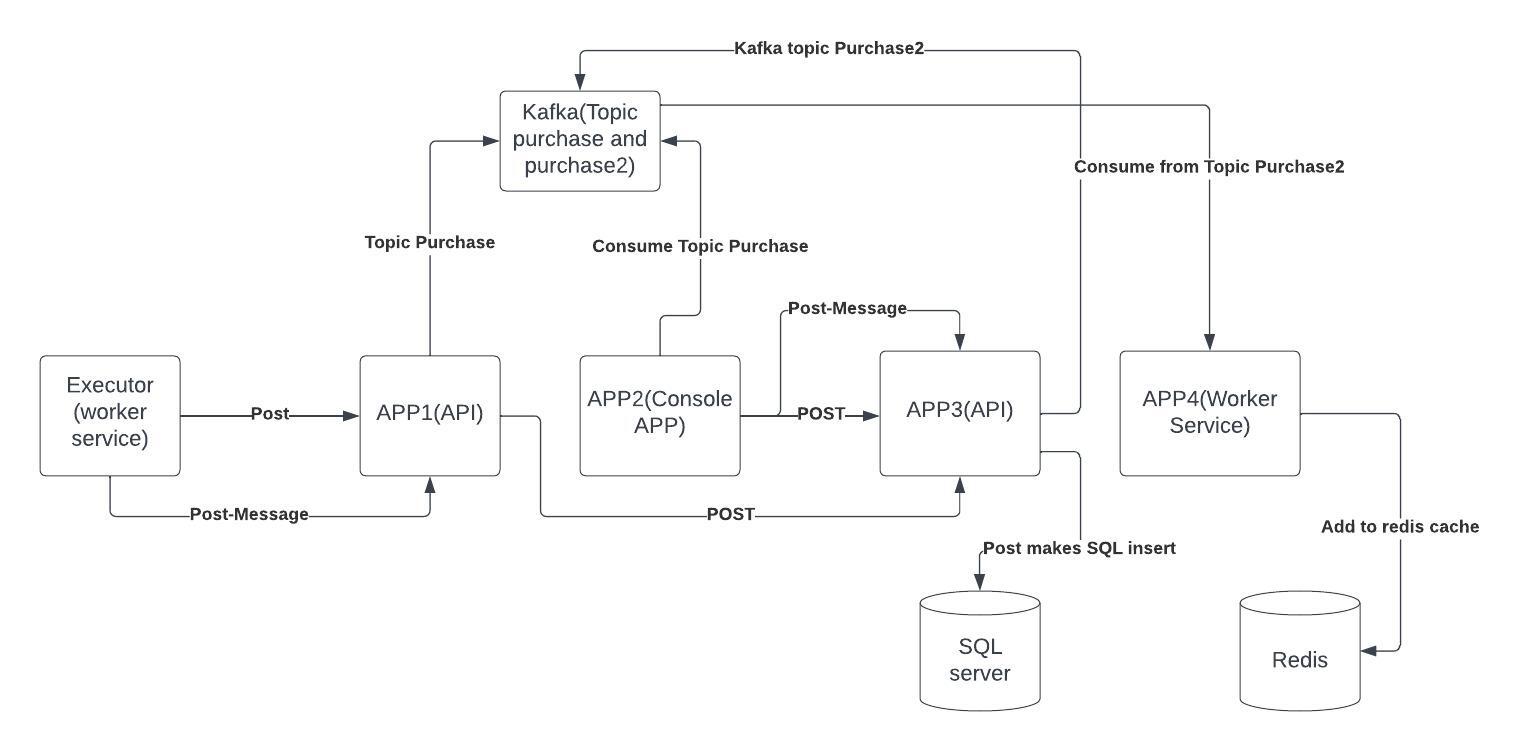 Kafka topic Purchase2
Kafka(Topic
purchase and
purchase2)
Consume from Topic Purchase2
Topic Purchase
Consume Topic Purchase
Post-Message
Executor
(worker
service)
Post
APP1(API)
APP2(Console
APP)
POST
APP3(API)
APP4(Worker
Service)
Post-Message
POST
Add to redis cache
Post makes SQL insert
SQL
server
Redis